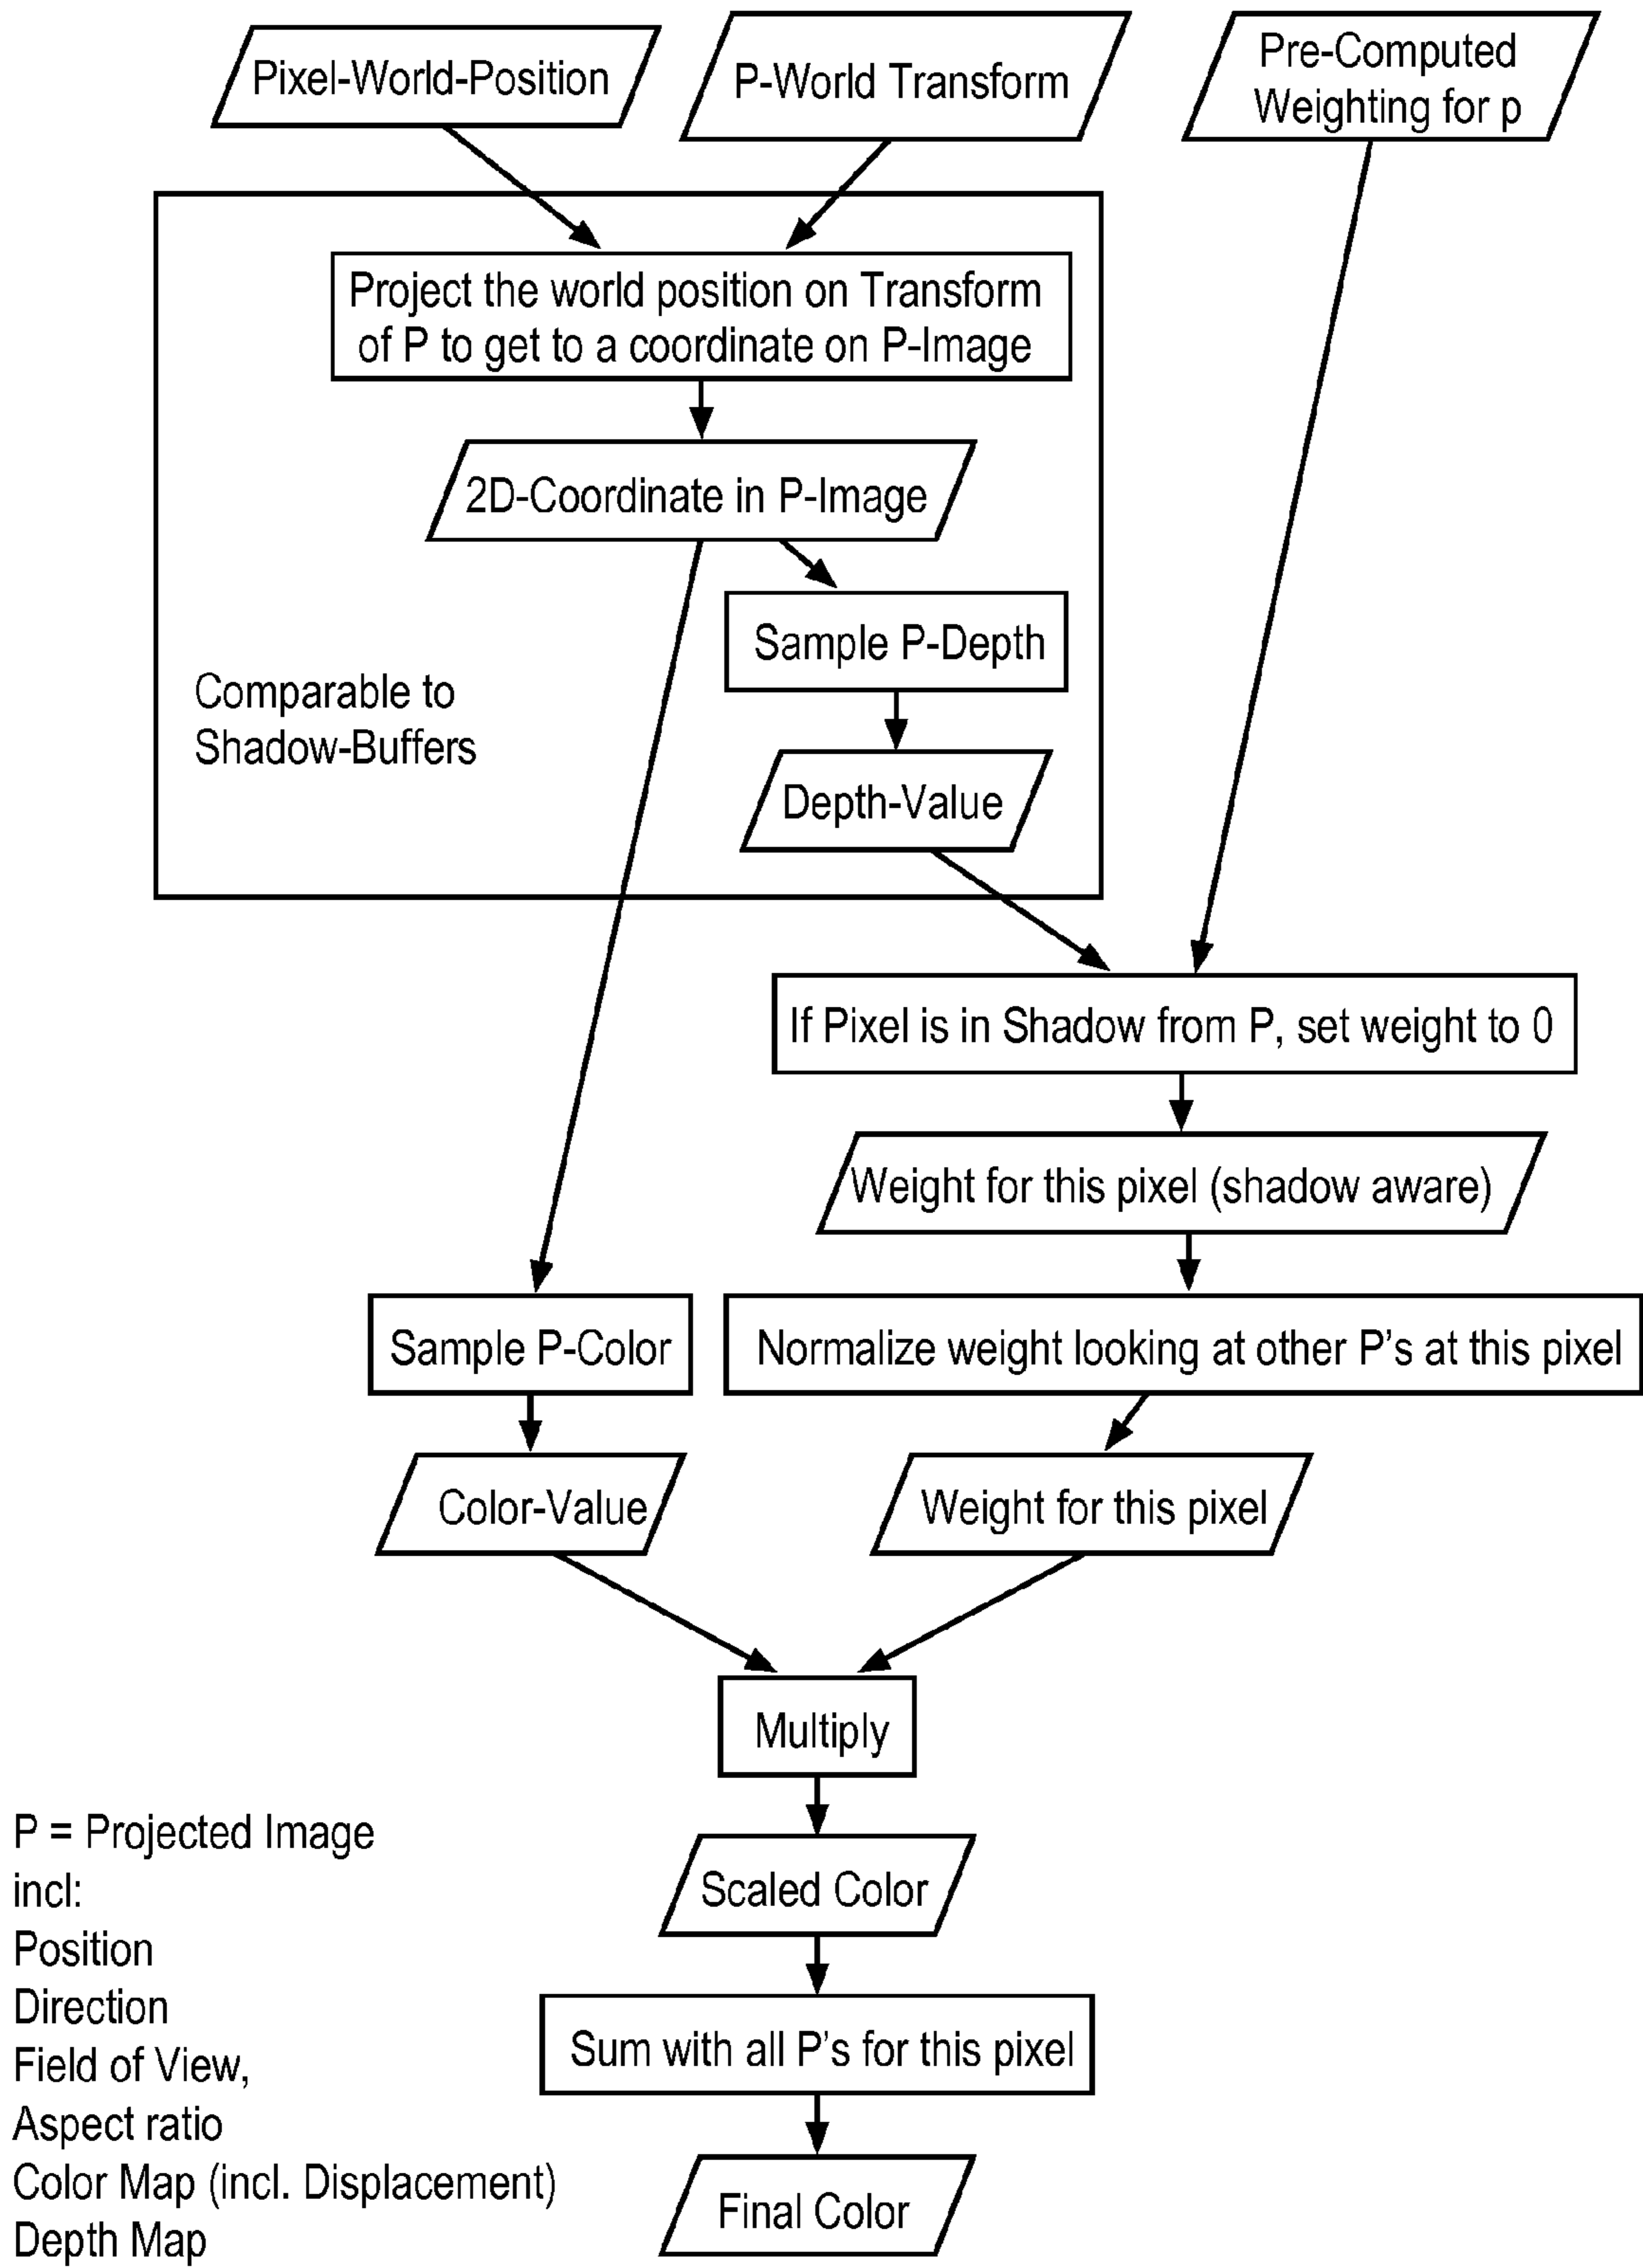 Pixel-World-Position
P-World Transform
Pre-Computed
Weighting for p
Project the world position on Transform
of P to get to a coordinate on P-Image
2D-Coordinate in P-Image
Sample P-Depth
Comparable to
Shadow-Buffers
Depth-Value
If Pixel is in Shadow from P, set weight to 0
Weight for this pixel (shadow aware)
Sample P-Color
Normalize weight looking at other P's at this pixel
Color-Value
Weight for this pixel
Multiply
Scaled Color
Sum with all P's for this pixel
Final Color
P = Projected Image
incl:
Position
Direction
Field of View,
Aspect ratio
Color Map (incl. Displacement)
Depth Map